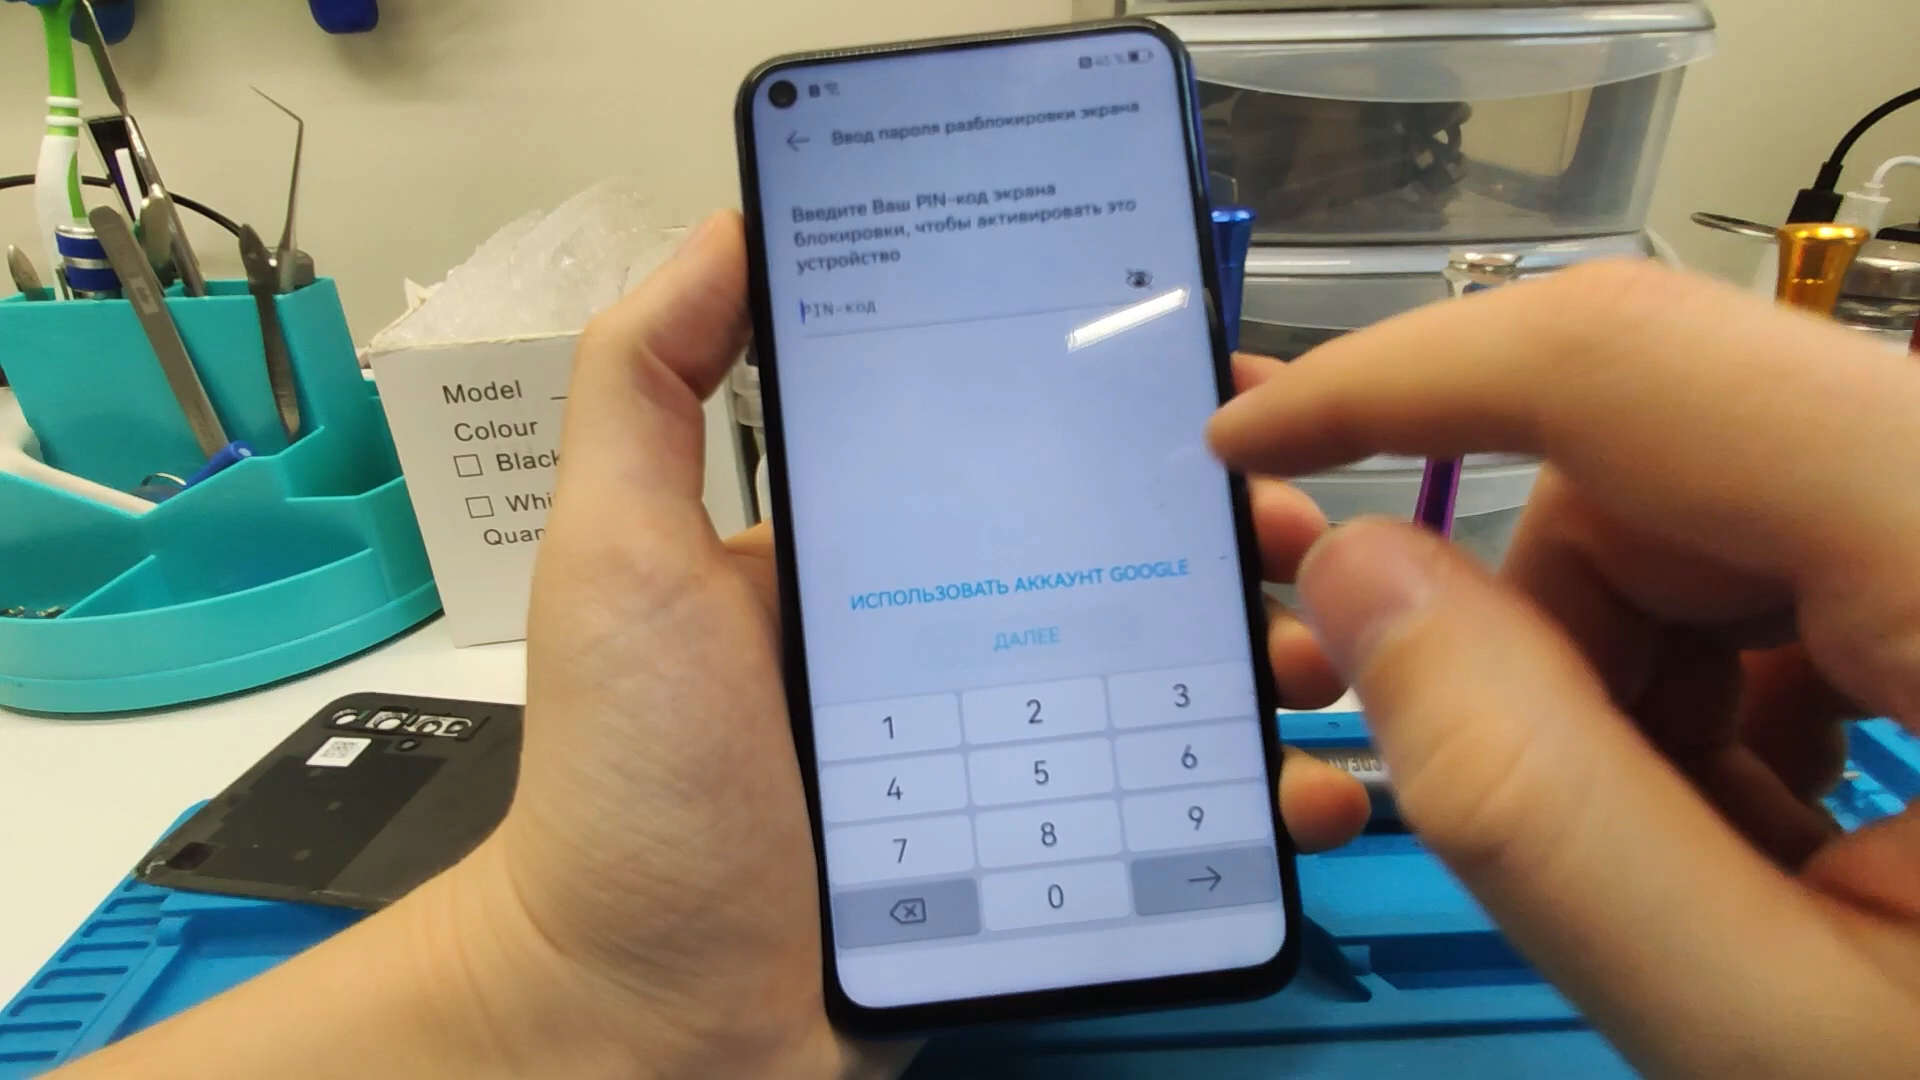 Ввод пароля разблокировки экрана
Введите Ваш PIN-код экрана
блокировки, чтобы активировать это
устройство
PIN-код
ИСПОЛЬЗОВАТЬ АККАУНТ GOOGLE
ДАЛЕЕ
1 2 3
4 5 6
7 8 9
0
Model
Colour
Black